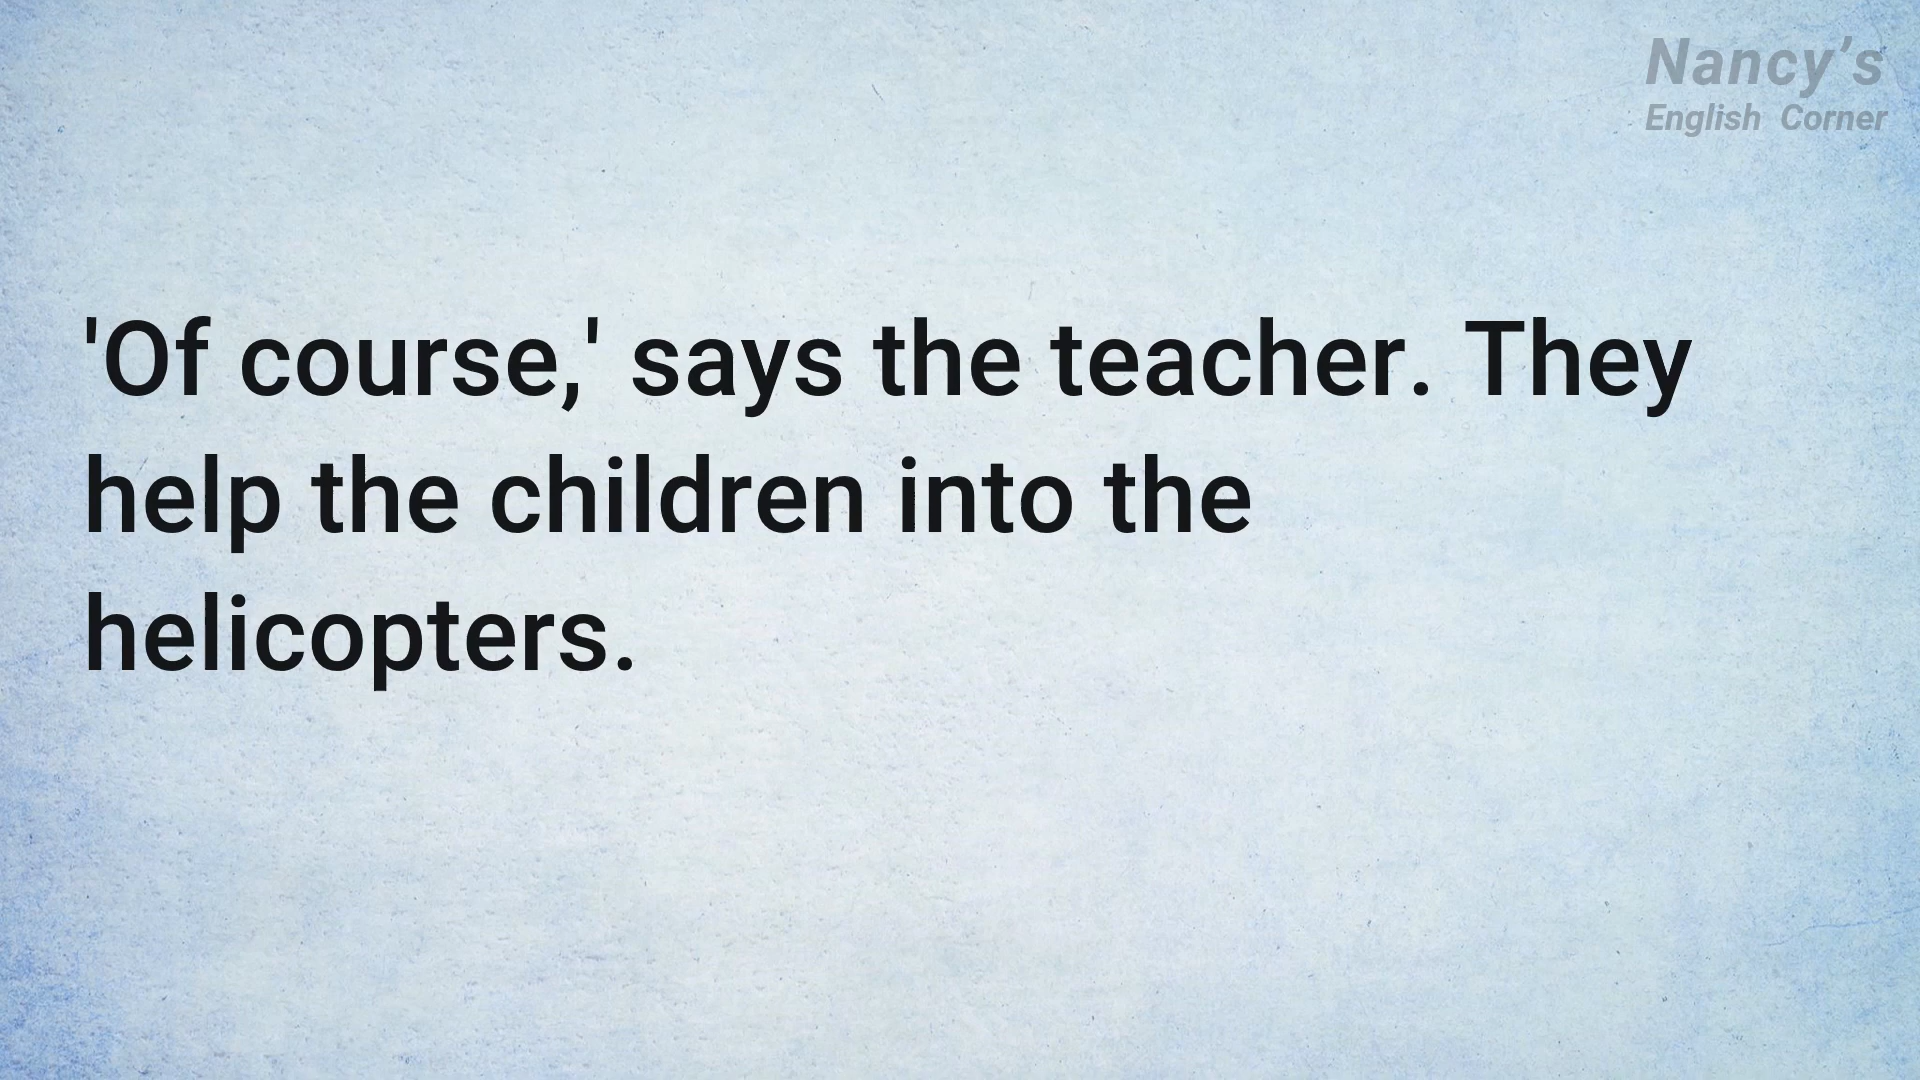 Nancy’s
English Corner
'Of course,' says the teacher. They
help the children into the
helicopters.